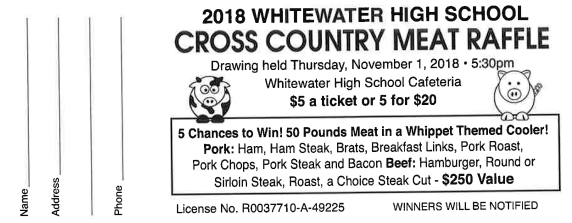 2018 WHITEWATER HIGH SCHOOL
CROSS COUNTRY MEAT RAFFLE
Drawing held Thursday, November 1, 2018 • 5:30pm
Whitewater High School Cafeteria
$5 a ticket or 5 for $20
5 Chances to Win! 50 Pounds Meat in a Whippet Themed Cooler!
Pork: Ham, Ham Steak, Brats, Breakfast Links, Pork Roast,
Pork Chops, Pork Steak and Bacon Beef: Hamburger, Round or
Sirloin Steak, Roast, a Choice Steak Cut - $250 Value
License No. R0037710-A-49225 WINNERS WILL BE NOTIFIED
Name
Address
Phone